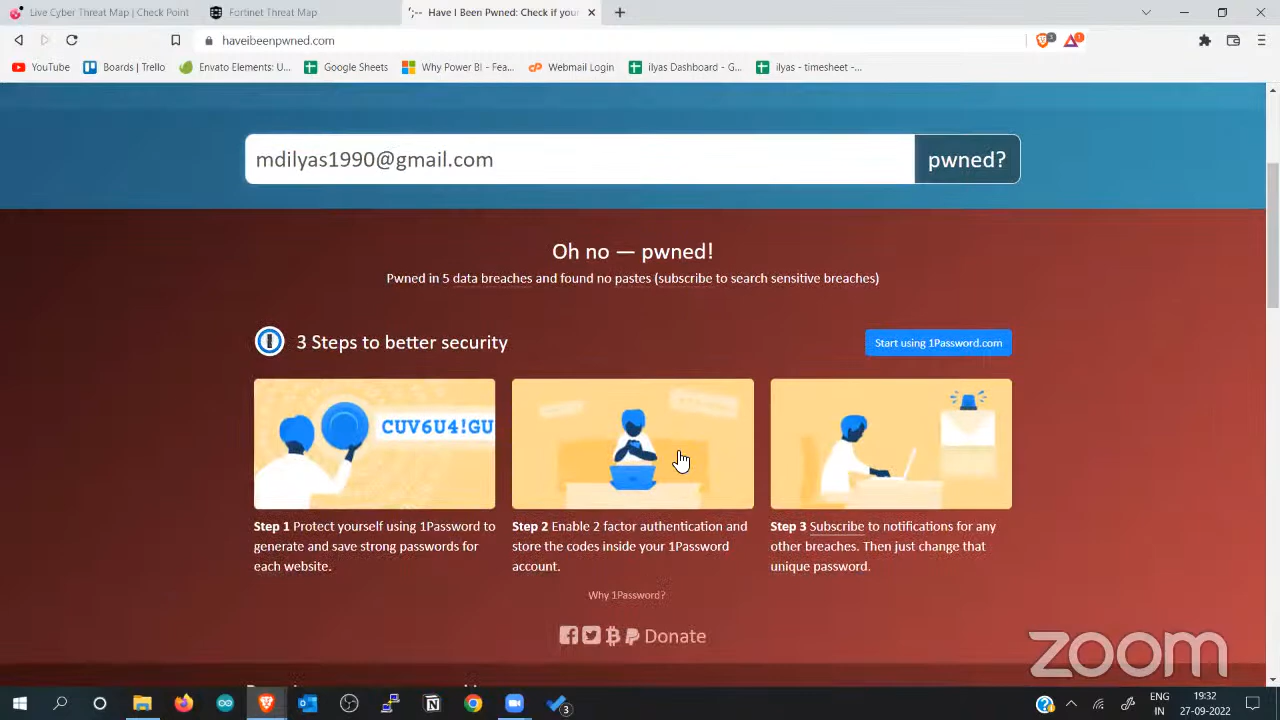 Live Cyber Threat Map | Check Point
Fortinet Threat Map
Have I Been Pwned: Check if your
haveibeenpwned.com
YouTube
Boards | Trello
Envato Elements: U...
Google Sheets
Why Power BI - Fea...
Webmail Login
ilyas Dashboard - G...
ilyas - timesheet -...
mdilyas1990@gmail.com
pwned?
Oh no — pwned!
Pwned in 5 data breaches and found no pastes (subscribe to search sensitive breaches)
3 Steps to better security
Start using 1Password.com
CUV6U4!GU
Step 1 Protect yourself using 1Password to
generate and save strong passwords for
each website.
Step 2 Enable 2 factor authentication and
store the codes inside your 1Password
account.
Step 3 Subscribe to notifications for any
other breaches. Then just change that
unique password.
Why 1Password?
Donate
zoom
ENG
IN
19:32
27-09-2022